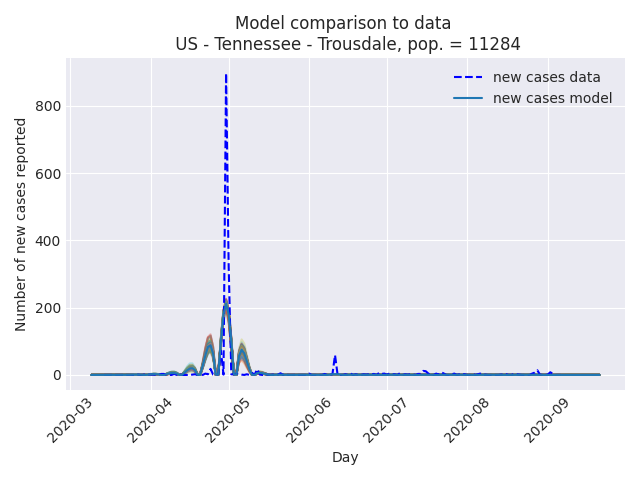 Model comparison to data
US - Tennessee - Trousdale, pop. = 11284
new cases data
new cases model
Number of new cases reported
800
600
400
200
0
2020-03
2020-04
2020-05
2020-06
2020-07
2020-08
2020-09
Day